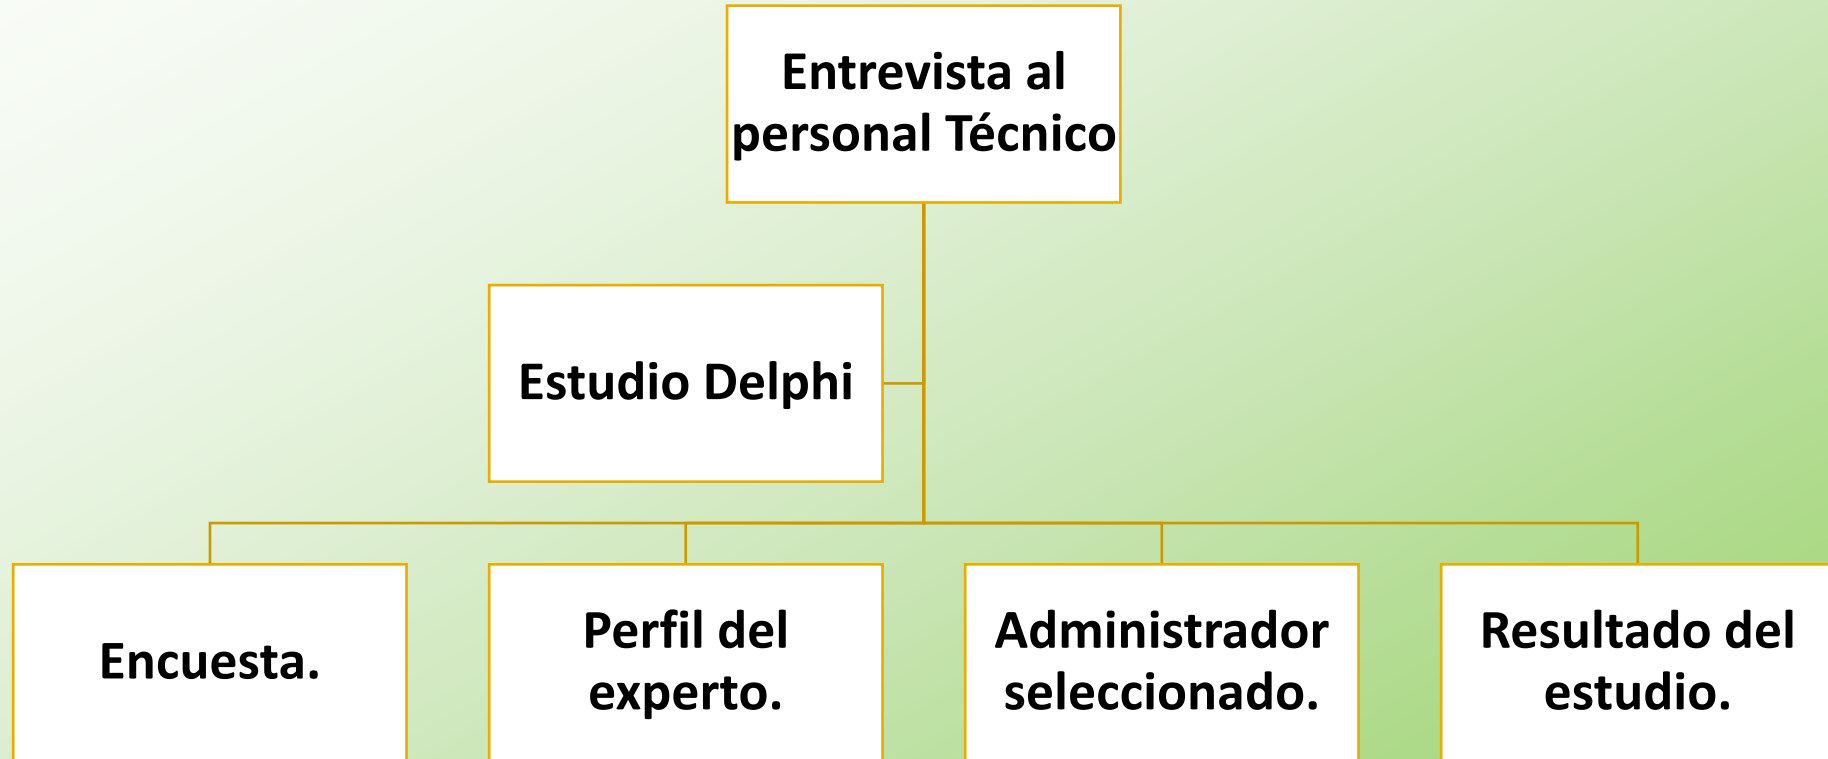 Entrevista al
personal Técnico
Estudio Delphi
Encuesta.
Perfil del
experto.
Administrador
seleccionado.
Resultado del
estudio.